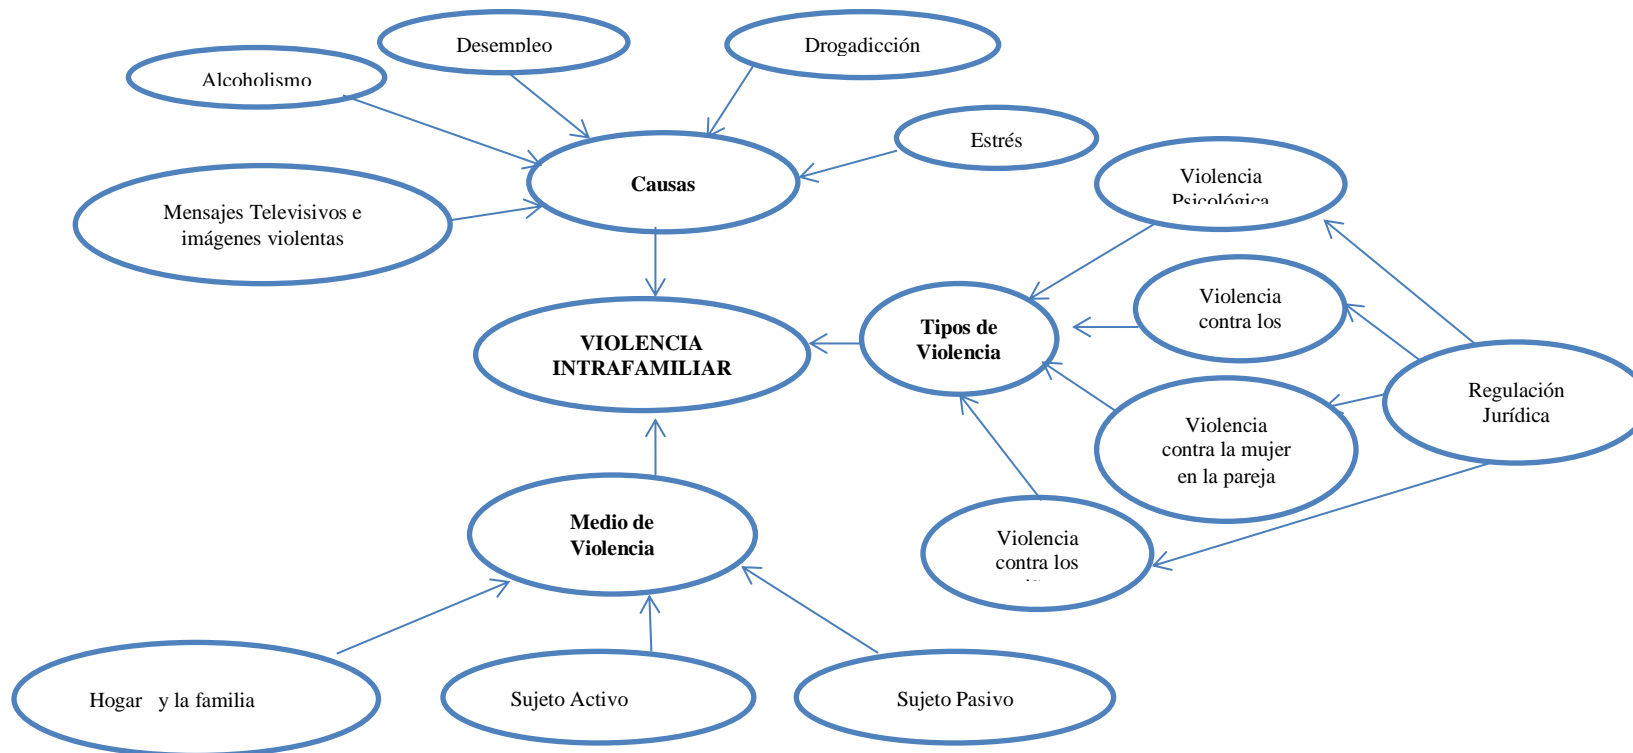 Desempleo
Drogadicción
Alcoholismo
Estrés
Causas
Violencia
Psicológica
Mensajes Televisivos e
imágenes violentas
Violencia
contra los
Tipos de
Violencia
VIOLENCIA
INTRAFAMILIAR
Regulación
Jurídica
Violencia
contra la mujer
en la pareja
Medio de
Violencia
Violencia
contra los
Hogar y la familia
Sujeto Activo
Sujeto Pasivo